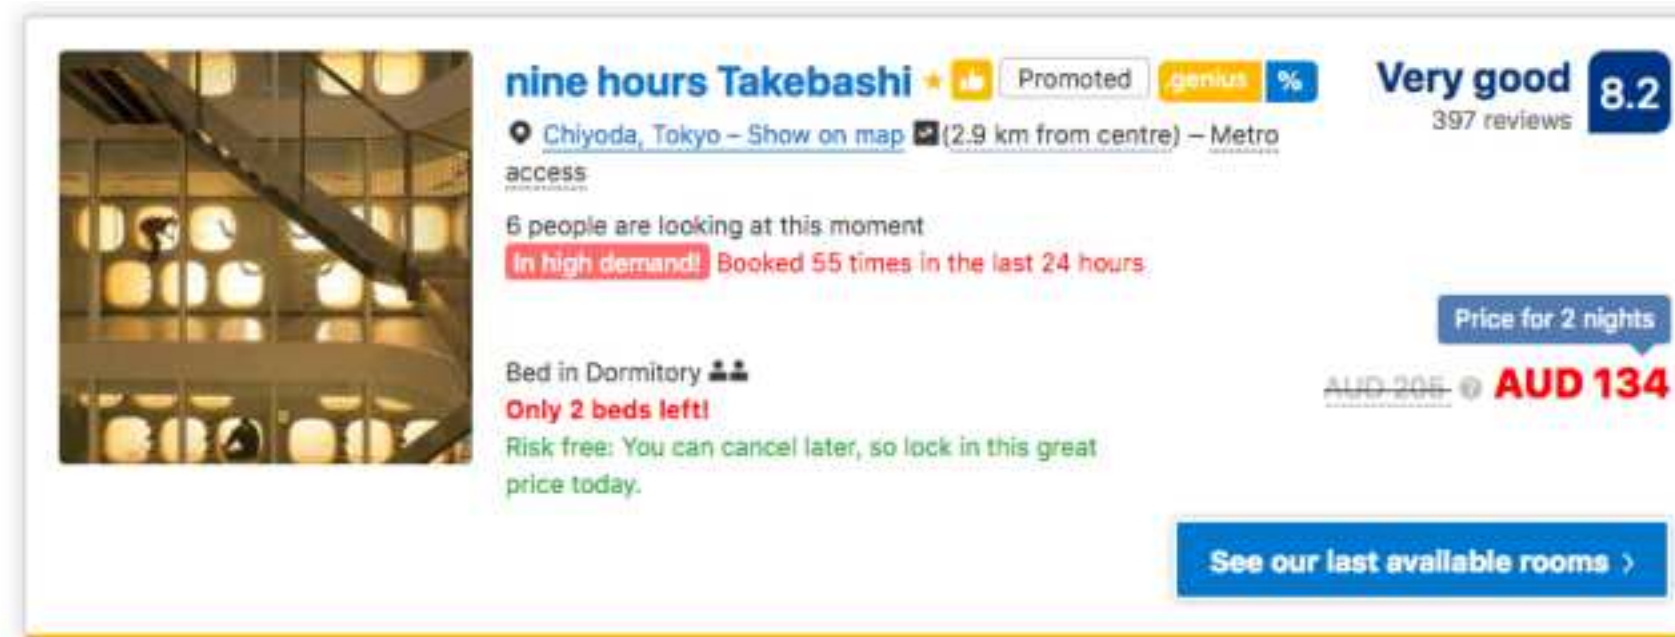 nine hours Takebashi Promoted .genius %
Chiyoda, Tokyo – Show on map (2.9 km from centre) – Metro
access
6 people are looking at this moment
In high demand! Booked 55 times in the last 24 hours
Bed in Dormitory
Only 2 beds left!
Risk free: You can cancel later, so lock in this great
price today.
Very good 8.2
397 reviews
Price for 2 nights
AUD 205 AUD 134
See our last available rooms >